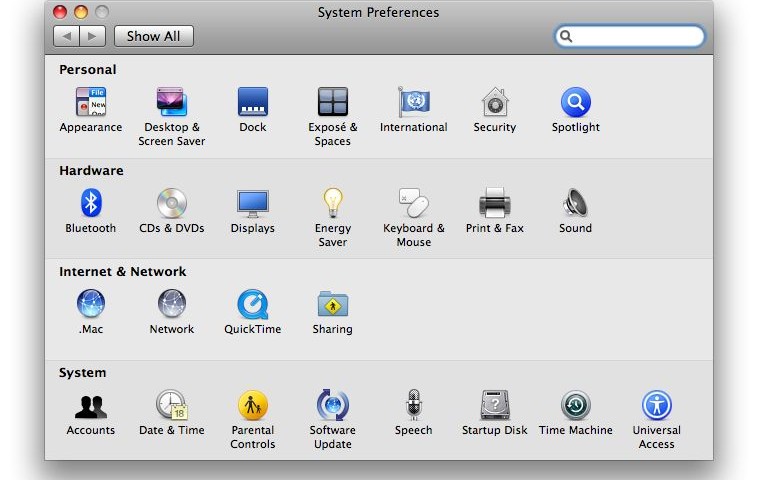 System Preferences
Show All
Personal
File
New
Appearance
Desktop &
Screen Saver
Dock
Exposé &
Spaces
International
Security
Spotlight
Hardware
Bluetooth
CDs & DVDs
Displays
Energy
Saver
Keyboard &
Mouse
Print & Fax
Sound
Internet & Network
.Mac
Network
QuickTime
Sharing
System
18
?
Accounts
Date & Time
Parental
Controls
Software
Update
Speech
Startup Disk
Time Machine
Universal
Access